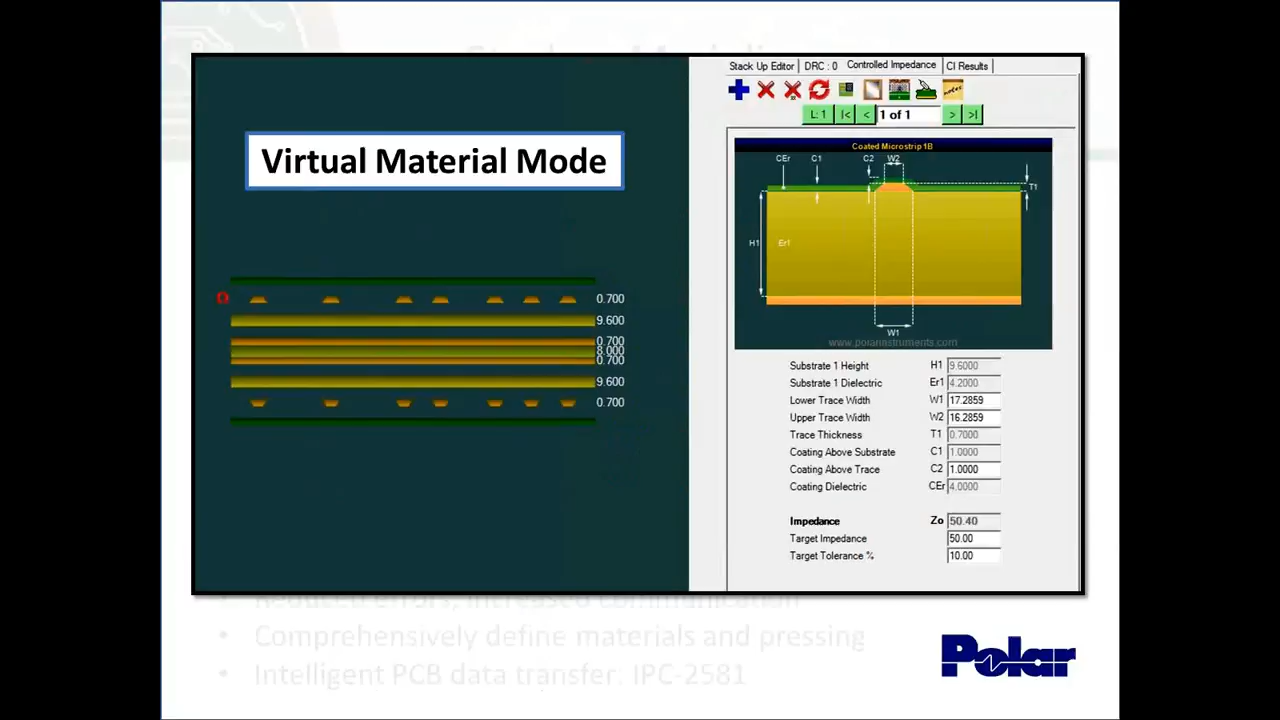 Stack Up Editor DRC : 0 Controlled Impedance CI Results
notes
L: 1 |< < 1 of 1 > >|
Virtual Material Mode
Coated Microstrip 1B
CEr C1 C2 W2
T1
H1 Er1
W1
www.polarinstruments.com
0.700
9.600
0.700
8.000
0.700
9.600
0.700
Substrate 1 Height H1 9.6000
Substrate 1 Dielectric Er1 4.2000
Lower Trace Width W1 17.2859
Upper Trace Width W2 16.2859
Trace Thickness T1 0.7000
Coating Above Substrate C1 1.0000
Coating Above Trace C2 1.0000
Coating Dielectric CEr 4.0000
Impedance Zo 50.40
Target Impedance 50.00
Target Tolerance % 10.00
• Reduced errors, increased communication
• Comprehensively define materials and pressing
• Intelligent PCB data transfer: IPC-2581
Polar